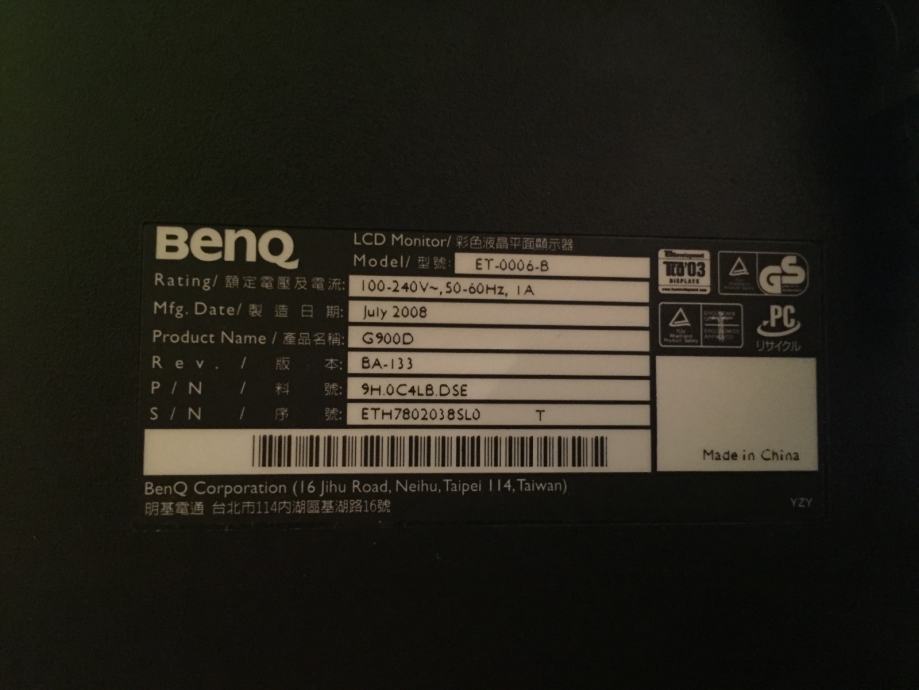 BenQ
LCD Monitor/ 彩色液晶平面顯示器
Model/ 型號: ET-0006-B
Rating/ 額定電壓及電流: 100-240V~, 50-60Hz, 1A
Mfg. Date/ 製 造 日 期: July 2008
Product Name / 產品名稱: G900D
Rev. / 版 本: BA-133
P/N / 料 號: 9H.0C4LB.DSE
S/N / 序 號: ETH7802038SL0 T
BenQ Corporation (16 Jihu Road, Neihu, Taipei 114, Taiwan)
明基電通 台北市114內湖區基湖路16號
TCO'03
DISPLAYS
GS
PC
リサイクル
Made in China
YZY